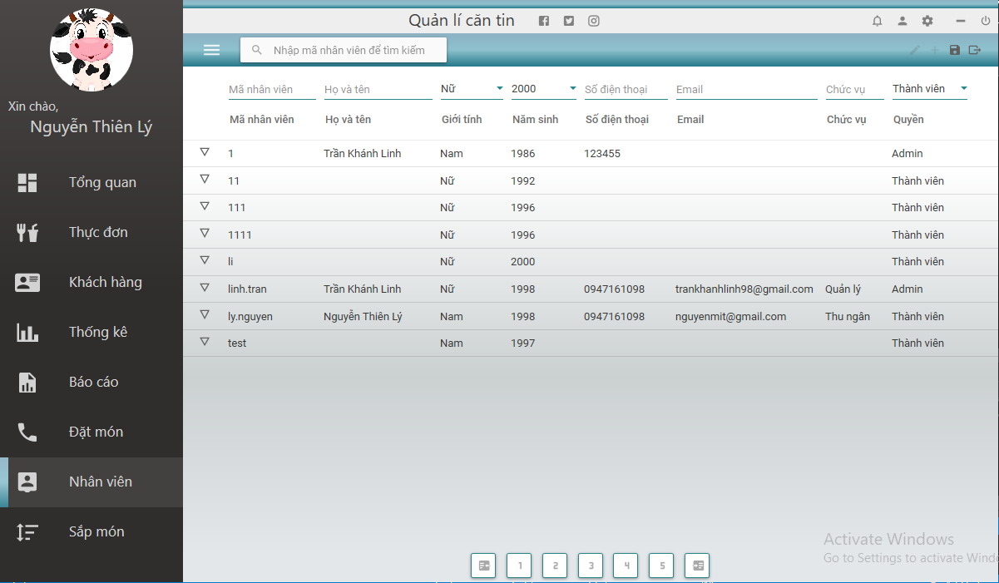 Quản lí căn tin
Nhập mã nhân viên để tìm kiếm
Xin chào,
Nguyễn Thiên Lý
Tổng quan
Thực đơn
Khách hàng
Thống kê
Báo cáo
Đặt món
Nhân viên
Sắp món
Mã nhân viên Họ và tên Nữ 2000 Số điện thoại Email Chức vụ Thành viên
Mã nhân viên Họ và tên Giới tính Năm sinh Số điện thoại Email Chức vụ Quyền
1 Trần Khánh Linh Nam 1986 123455 Admin
11 Nữ 1992 Thành viên
111 Nữ 1996 Thành viên
1111 Nữ 1996 Thành viên
li Nữ 2000 Thành viên
linh.tran Trần Khánh Linh Nữ 1998 0947161098 trankhanhlinh98@gmail.com Quản lý Admin
ly.nguyen Nguyễn Thiên Lý Nam 1998 0947161098 nguyenmit@gmail.com Thu ngân Thành viên
test Nam 1997 Thành viên
1 2 3 4 5
Activate Windows
Go to Settings to activate Windo